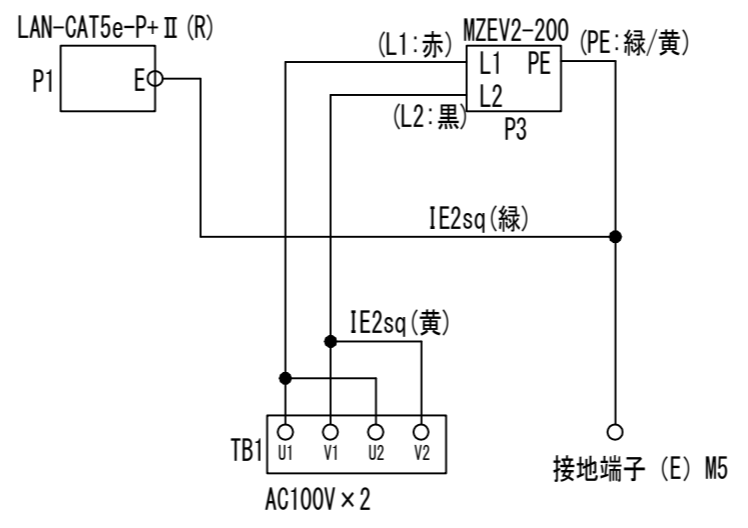 LAN-CAT5e-P+Ⅱ(R)
P1
E
MZEV2-200
(L1:赤)
L1 PE
(PE:緑/黄)
L2
(L2:黒)
P3
IE2sq(緑)
IE2sq(黄)
TB1
U1 V1 U2 V2
AC100V×2
接地端子 (E) M5